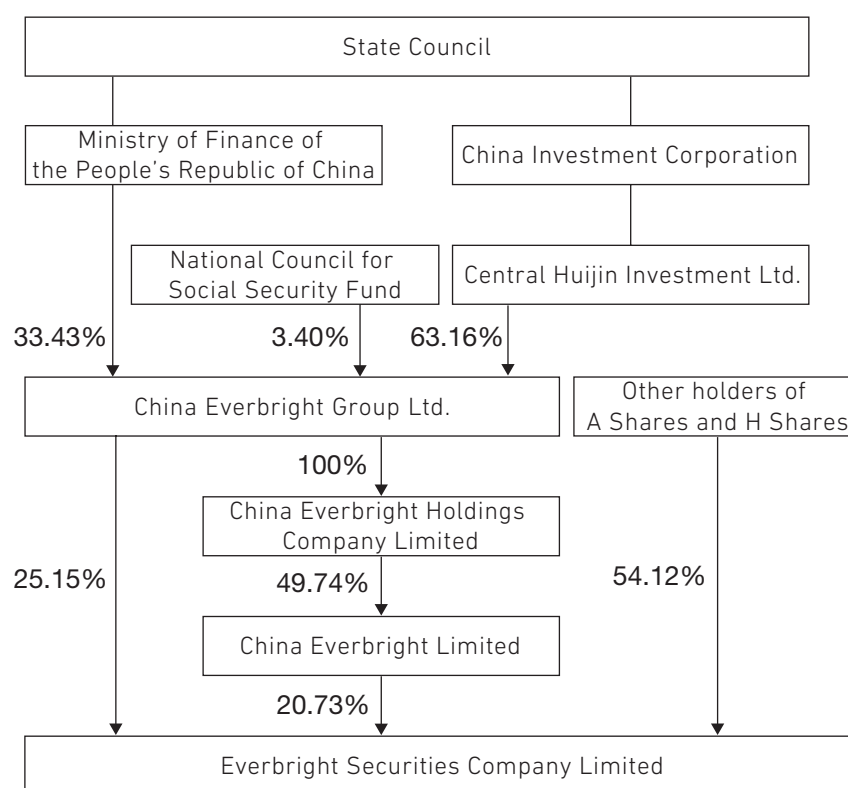 State Council
Ministry of Finance of
the People's Republic of China
China Investment Corporation
National Council for
Social Security Fund
Central Huijin Investment Ltd.
33.43%
3.40%
63.16%
China Everbright Group Ltd.
Other holders of
A Shares and H Shares
100%
China Everbright Holdings
Company Limited
25.15%
49.74%
54.12%
China Everbright Limited
20.73%
Everbright Securities Company Limited